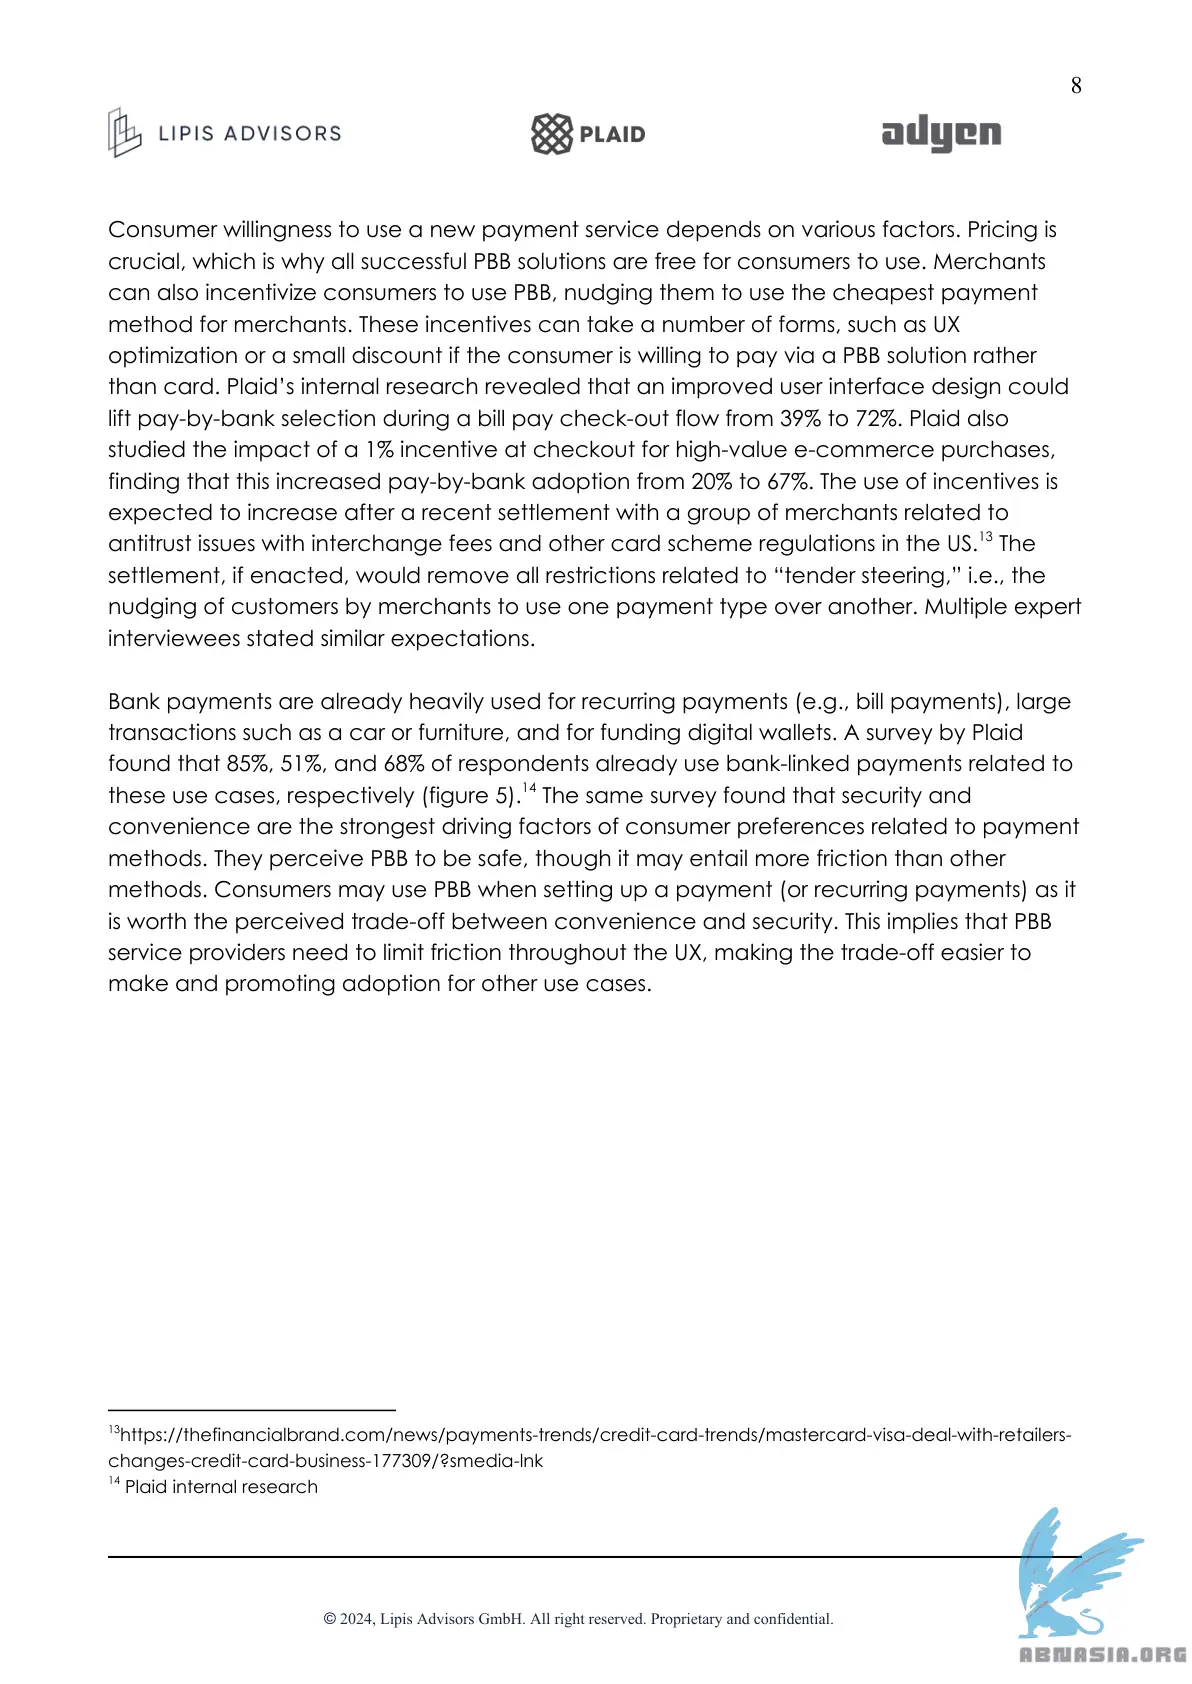 8
LIPIS ADVISORS
PLAID
adyen
Consumer willingness to use a new payment service depends on various factors. Pricing is
crucial, which is why all successful PBB solutions are free for consumers to use. Merchants
can also incentivize consumers to use PBB, nudging them to use the cheapest payment
method for merchants. These incentives can take a number of forms, such as UX
optimization or a small discount if the consumer is willing to pay via a PBB solution rather
than card. Plaid’s internal research revealed that an improved user interface design could
lift pay-by-bank selection during a bill pay check-out flow from 39% to 72%. Plaid also
studied the impact of a 1% incentive at checkout for high-value e-commerce purchases,
finding that this increased pay-by-bank adoption from 20% to 67%. The use of incentives is
expected to increase after a recent settlement with a group of merchants related to
antitrust issues with interchange fees and other card scheme regulations in the US.13 The
settlement, if enacted, would remove all restrictions related to “tender steering,” i.e., the
nudging of customers by merchants to use one payment type over another. Multiple expert
interviewees stated similar expectations.
Bank payments are already heavily used for recurring payments (e.g., bill payments), large
transactions such as a car or furniture, and for funding digital wallets. A survey by Plaid
found that 85%, 51%, and 68% of respondents already use bank-linked payments related to
these use cases, respectively (figure 5).14 The same survey found that security and
convenience are the strongest driving factors of consumer preferences related to payment
methods. They perceive PBB to be safe, though it may entail more friction than other
methods. Consumers may use PBB when setting up a payment (or recurring payments) as it
is worth the perceived trade-off between convenience and security. This implies that PBB
service providers need to limit friction throughout the UX, making the trade-off easier to
make and promoting adoption for other use cases.
13https://thefinancialbrand.com/news/payments-trends/credit-card-trends/mastercard-visa-deal-with-retailers-
changes-credit-card-business-177309/?smedia-lnk
14 Plaid internal research
© 2024, Lipis Advisors GmbH. All right reserved. Proprietary and confidential.
ABNASIA.ORG